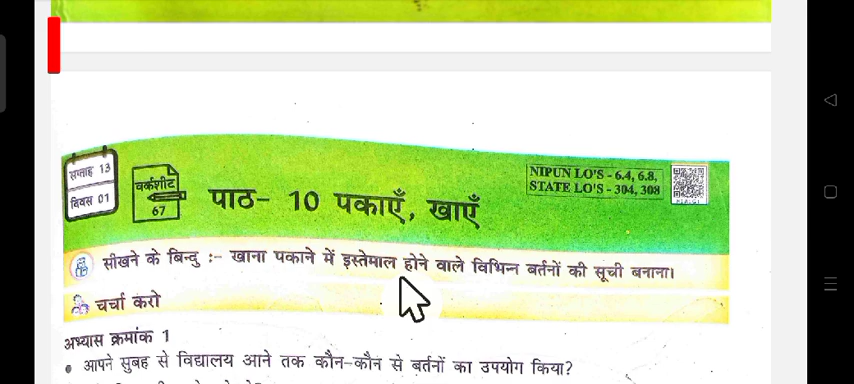 सप्ताह 13
दिवस 01
वर्कशीट
67
पाठ- 10 पकाएँ, खाएँ
NIPUN LO'S - 6.4, 6.8,
STATE LO'S - 304, 308
सीखने के बिन्दु :- खाना पकाने में इस्तेमाल होने वाले विभिन्न बर्तनों की सूची बनाना।
चर्चा करो
अभ्यास क्रमांक 1
• आपने सुबह से विद्यालय आने तक कौन-कौन से बर्तनों का उपयोग किया?